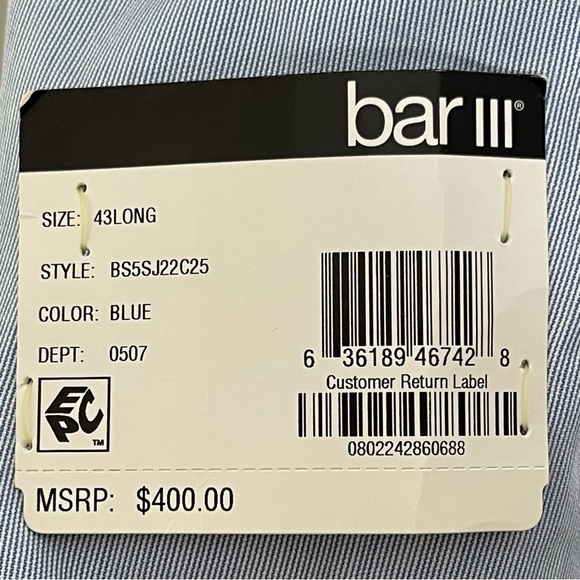 bar III®
SIZE: 43LONG
STYLE: BS5SJ22C25
COLOR: BLUE
DEPT: 0507
6 36189 46742 8
Customer Return Label
0802242860688
EPC™
MSRP: $400.00